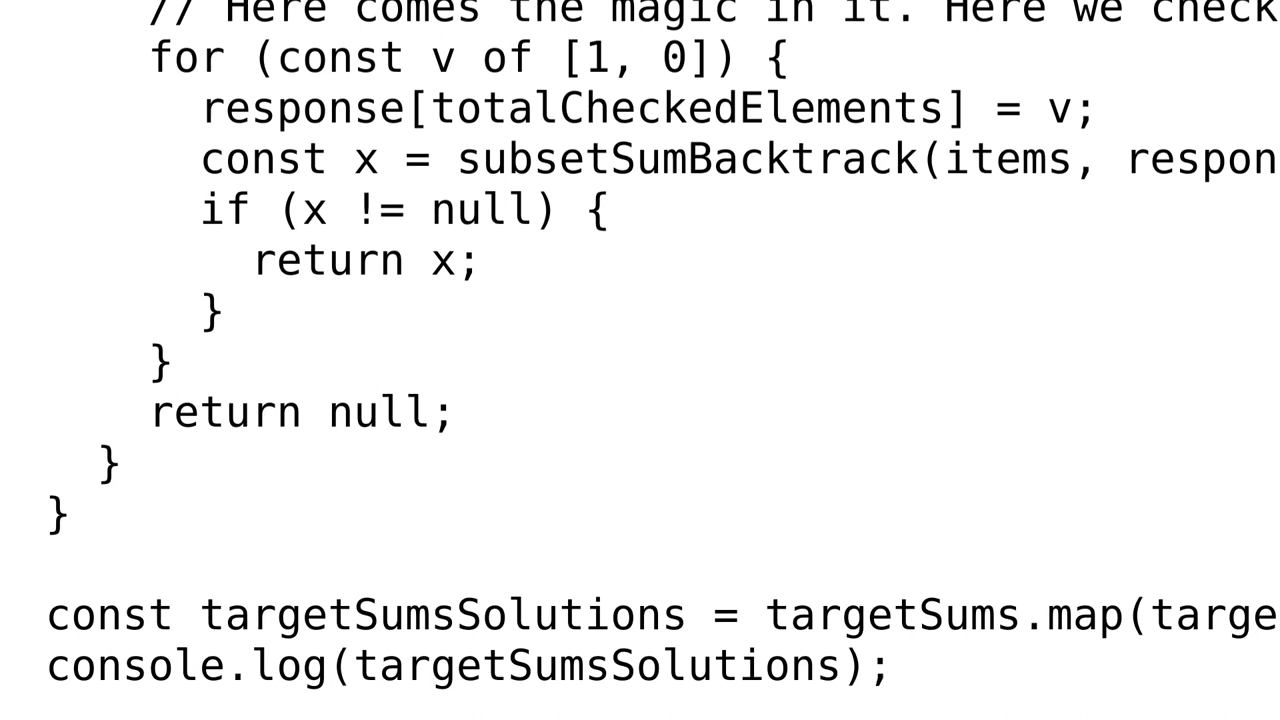 // Here comes the magic in it. Here we check
for (const v of [1, 0]) {
response[totalCheckedElements] = v;
const x = subsetSumBacktrack(items, respon
if (x != null) {
return x;
}
}
return null;
}
}
const targetSumsSolutions = targetSums.map(targe
console.log(targetSumsSolutions);